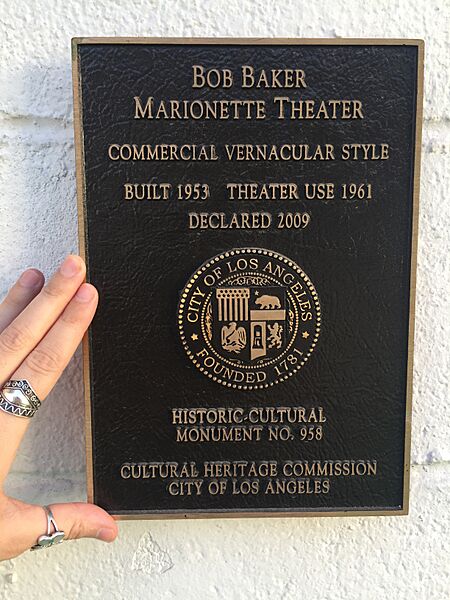 BOB BAKER
MARIONETTE THEATER
COMMERCIAL VERNACULAR STYLE
BUILT 1953 THEATER USE 1961
DECLARED 2009
CITY OF LOS ANGELES
FOUNDED 1781
HISTORIC-CULTURAL
MONUMENT NO. 958
CULTURAL HERITAGE COMMISSION
CITY OF LOS ANGELES